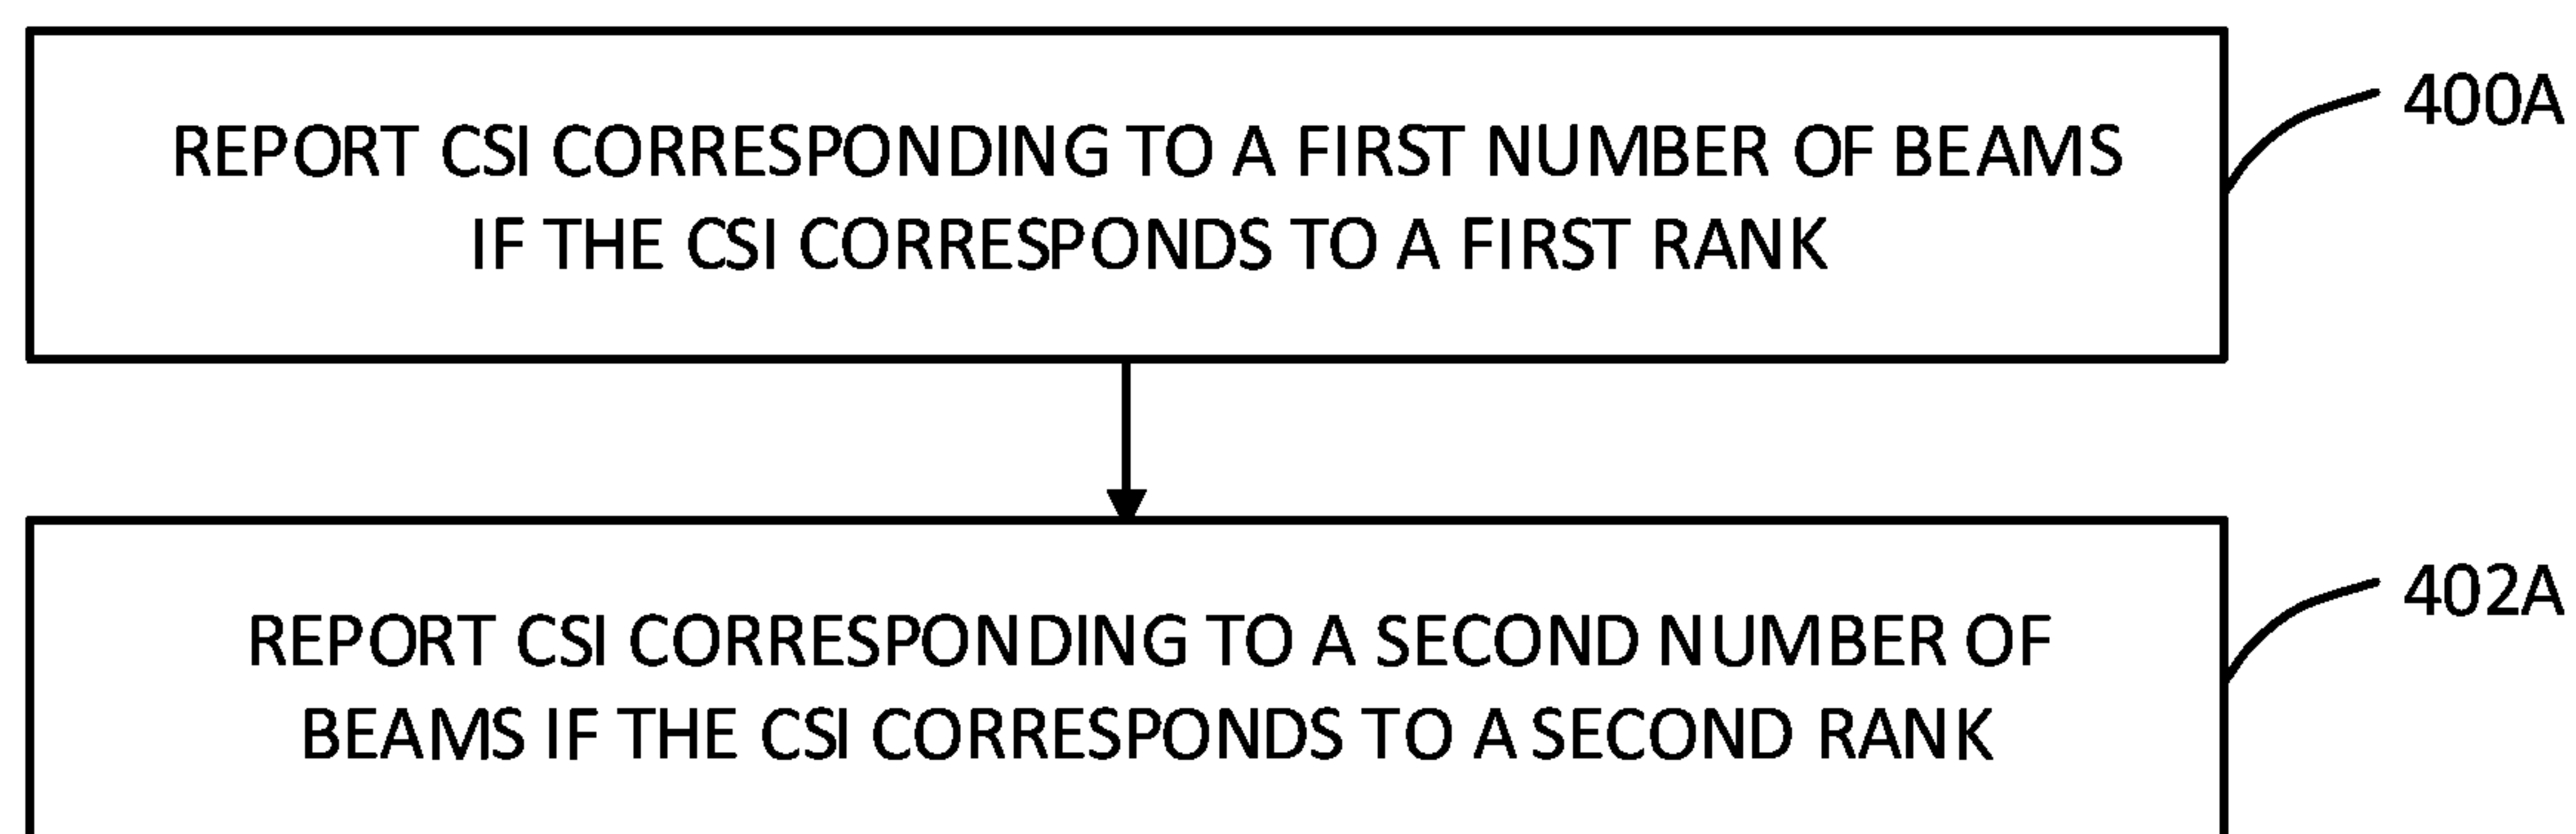 REPORT CSI CORRESPONDING TO A FIRST NUMBER OF BEAMS
IF THE CSI CORRESPONDS TO A FIRST RANK
400A
REPORT CSI CORRESPONDING TO A SECOND NUMBER OF
BEAMS IF THE CSI CORRESPONDS TO A SECOND RANK
402A